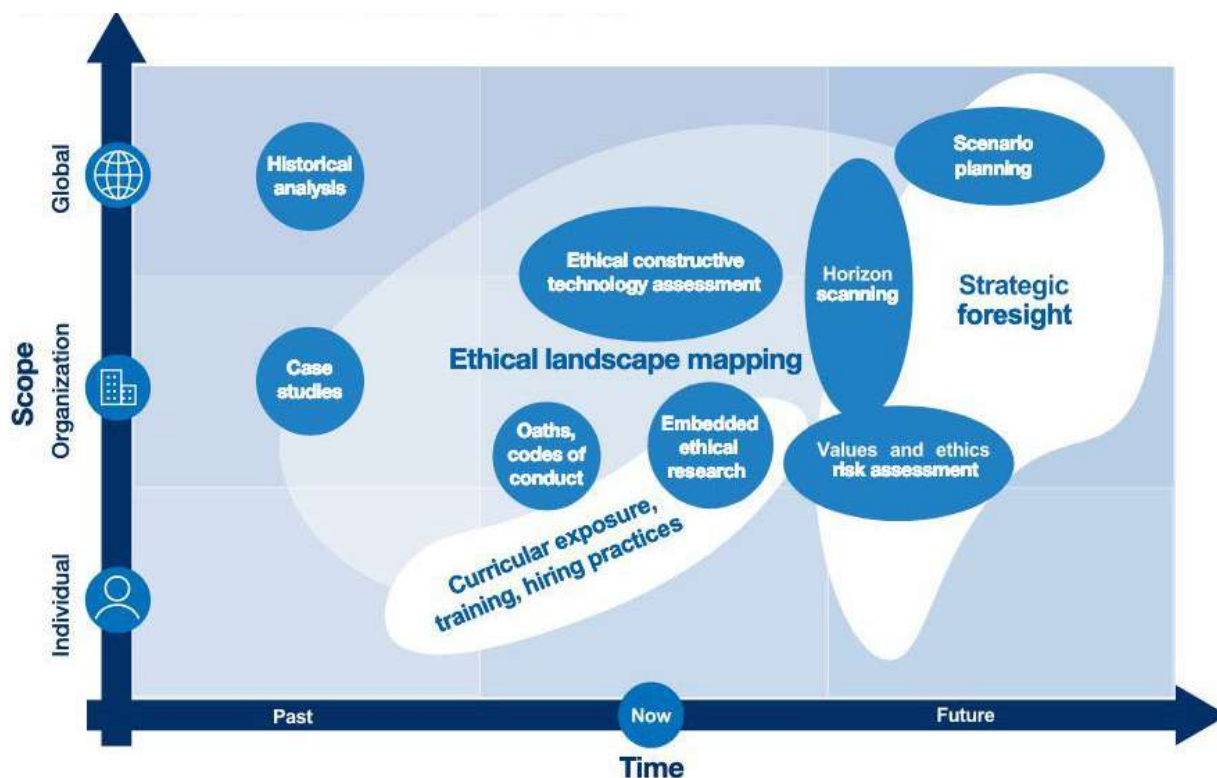 Scope
Global
Organization
Individual
Historical
analysis
Scenario
planning
Ethical constructive
technology assessment
Horizon
scanning
Strategic
foresight
Ethical landscape mapping
Case
studies
Oaths,
codes of
conduct
Embedded
ethical
research
Values and ethics
risk assessment
Curricular exposure,
training, hiring practices
Past
Now
Future
Time